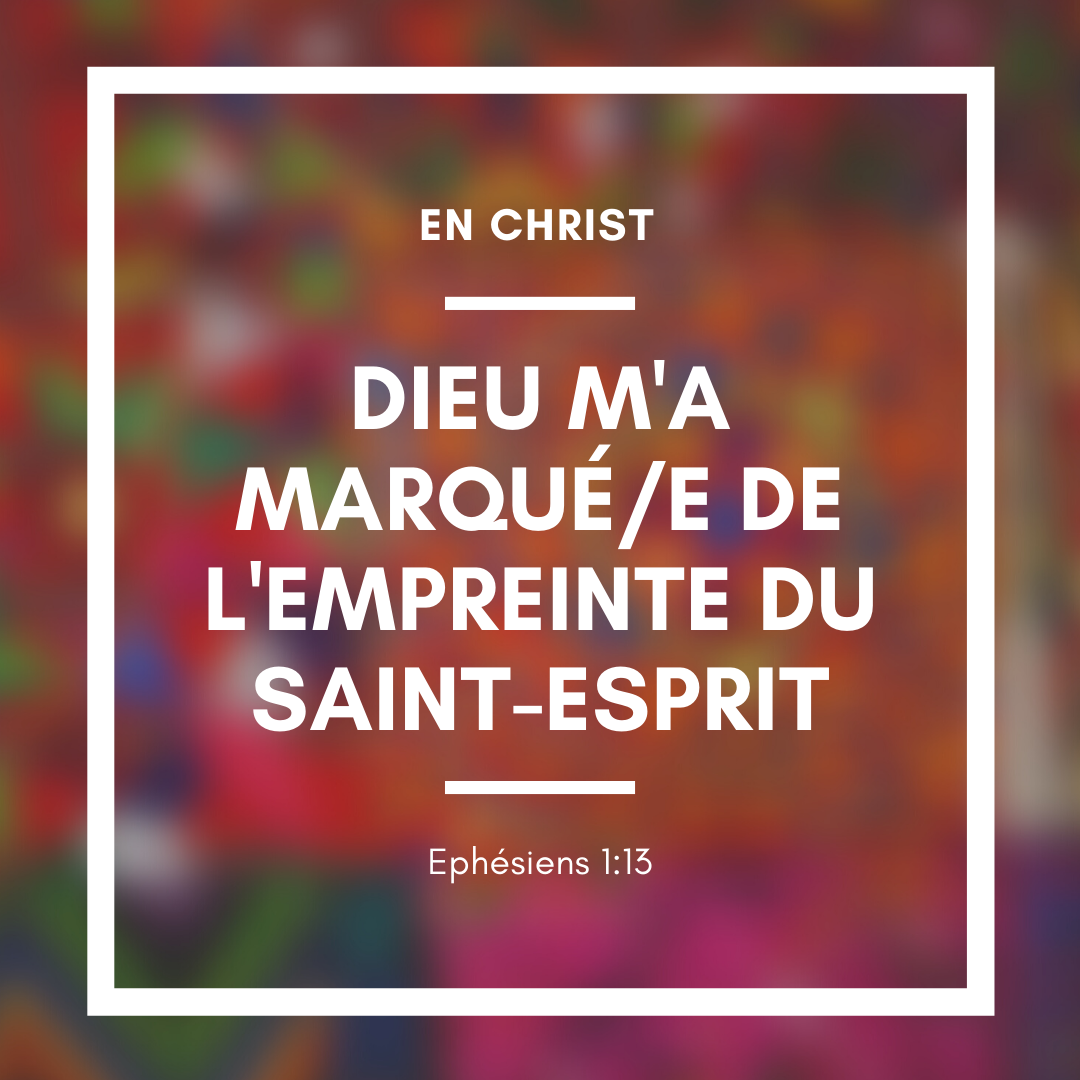 EN CHRIST
DIEU M'A
MARQUÉ/E DE
L'EMPREINTE DU
SAINT-ESPRIT
Ephésiens 1:13